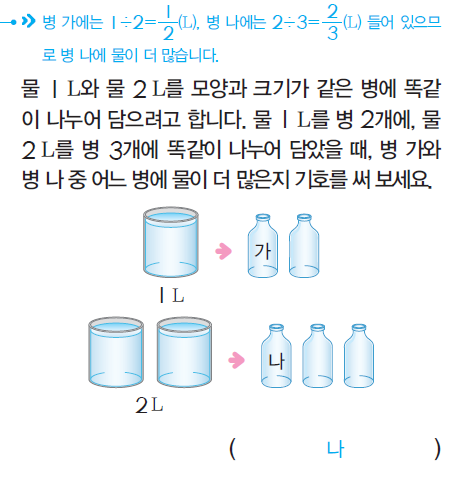 병 가에는 1÷2=1/2(L), 병 나에는 2÷3=2/3(L) 들어 있으므
로 병 나에 물이 더 많습니다.
물 1 L와 물 2 L를 모양과 크기가 같은 병에 똑같
이 나누어 담으려고 합니다. 물 1 L를 병 2개에, 물
2 L를 병 3개에 똑같이 나누어 담았을 때, 병 가와
병 나 중 어느 병에 물이 더 많은지 기호를 써 보세요.
가
1 L
나
2 L
( 나 )